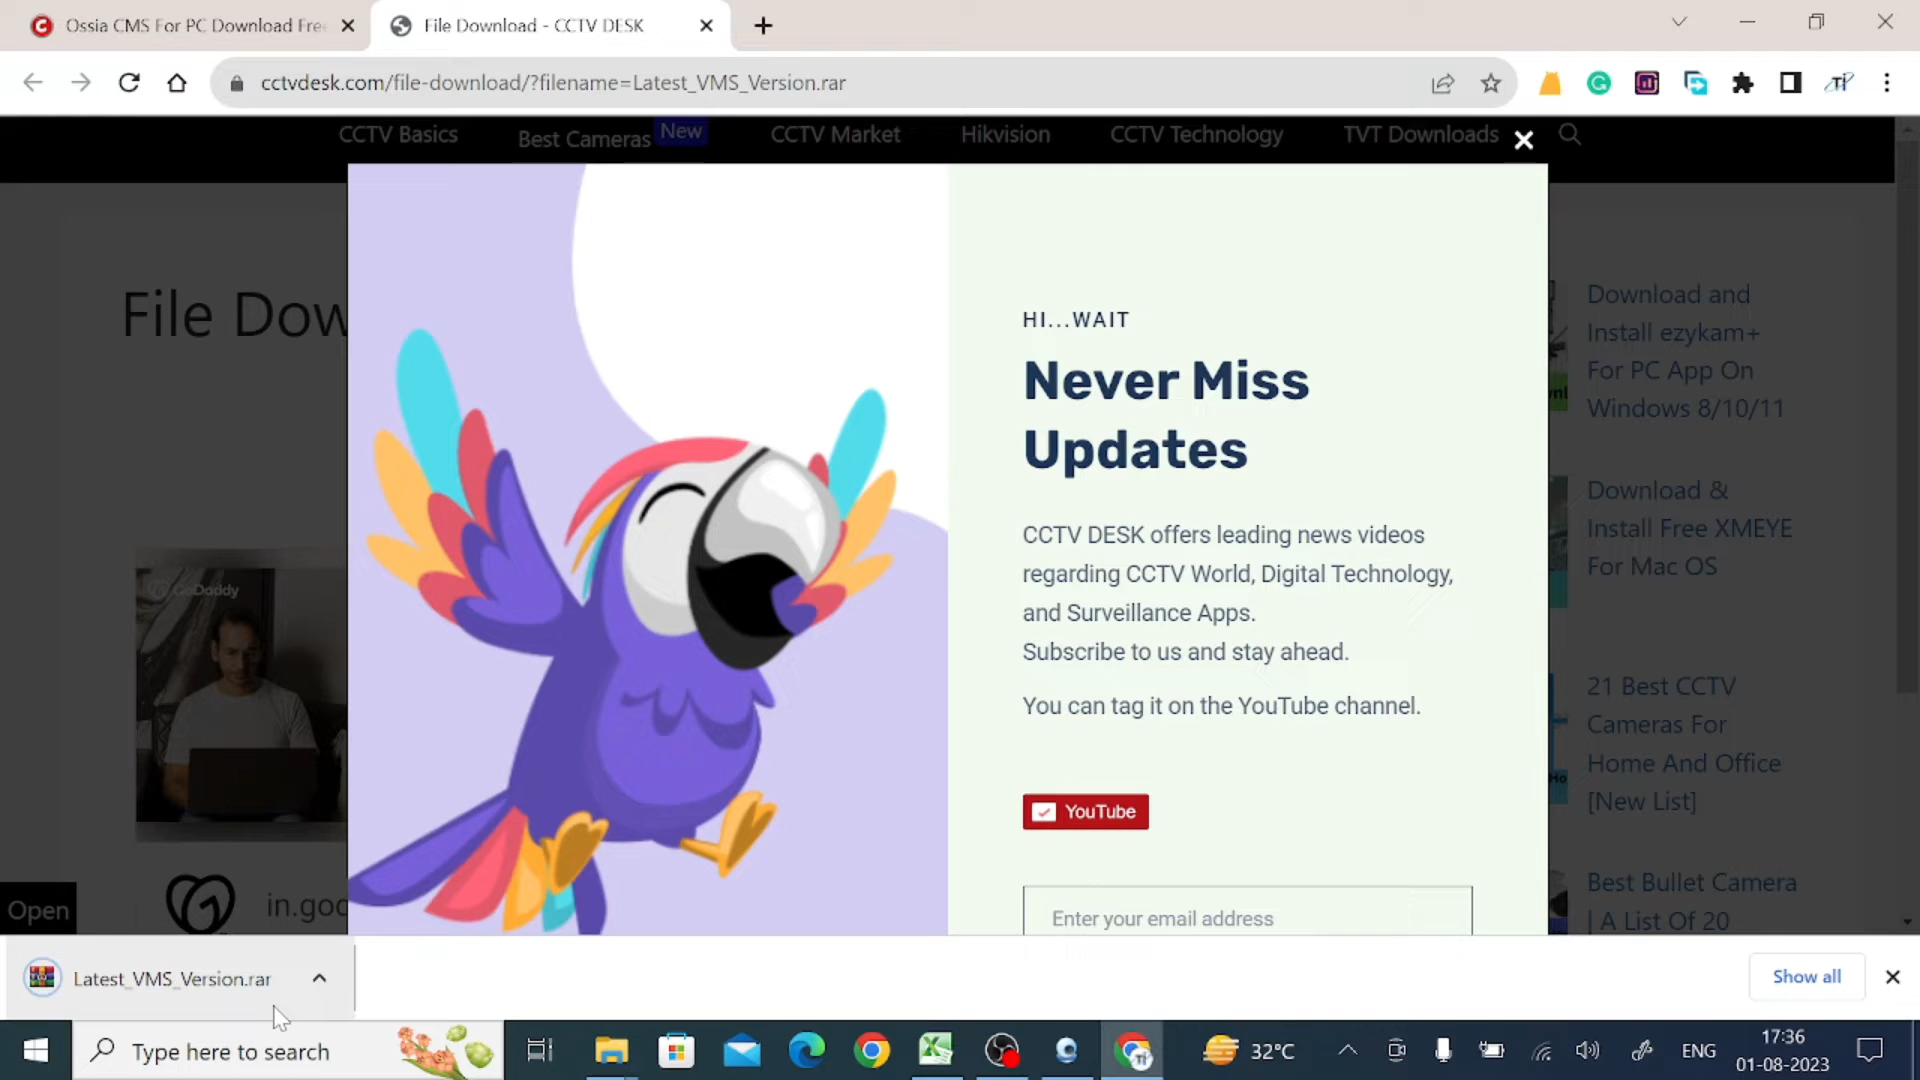 Ossia CMS For PC Download Fre
File Download - CCTV DESK
cctvdesk.com/file-download/?filename=Latest_VMS_Version.rar
CCTV Basics
Best Cameras
New
CCTV Market
Hikvision
CCTV Technology
TVT Downloads
File Dow
GoDaddy
in.goo
Open
HI...WAIT
Never Miss
Updates
CCTV DESK offers leading news videos
regarding CCTV World, Digital Technology,
and Surveillance Apps.
Subscribe to us and stay ahead.
You can tag it on the YouTube channel.
YouTube
Enter your email address
Download and
Install ezykam+
For PC App On
Windows 8/10/11
Download &
Install Free XMEYE
For Mac OS
21 Best CCTV
Cameras For
Home And Office
[New List]
Best Bullet Camera
| A List Of 20
Latest_VMS_Version.rar
Show all
Type here to search
32°C
ENG
17:36
01-08-2023